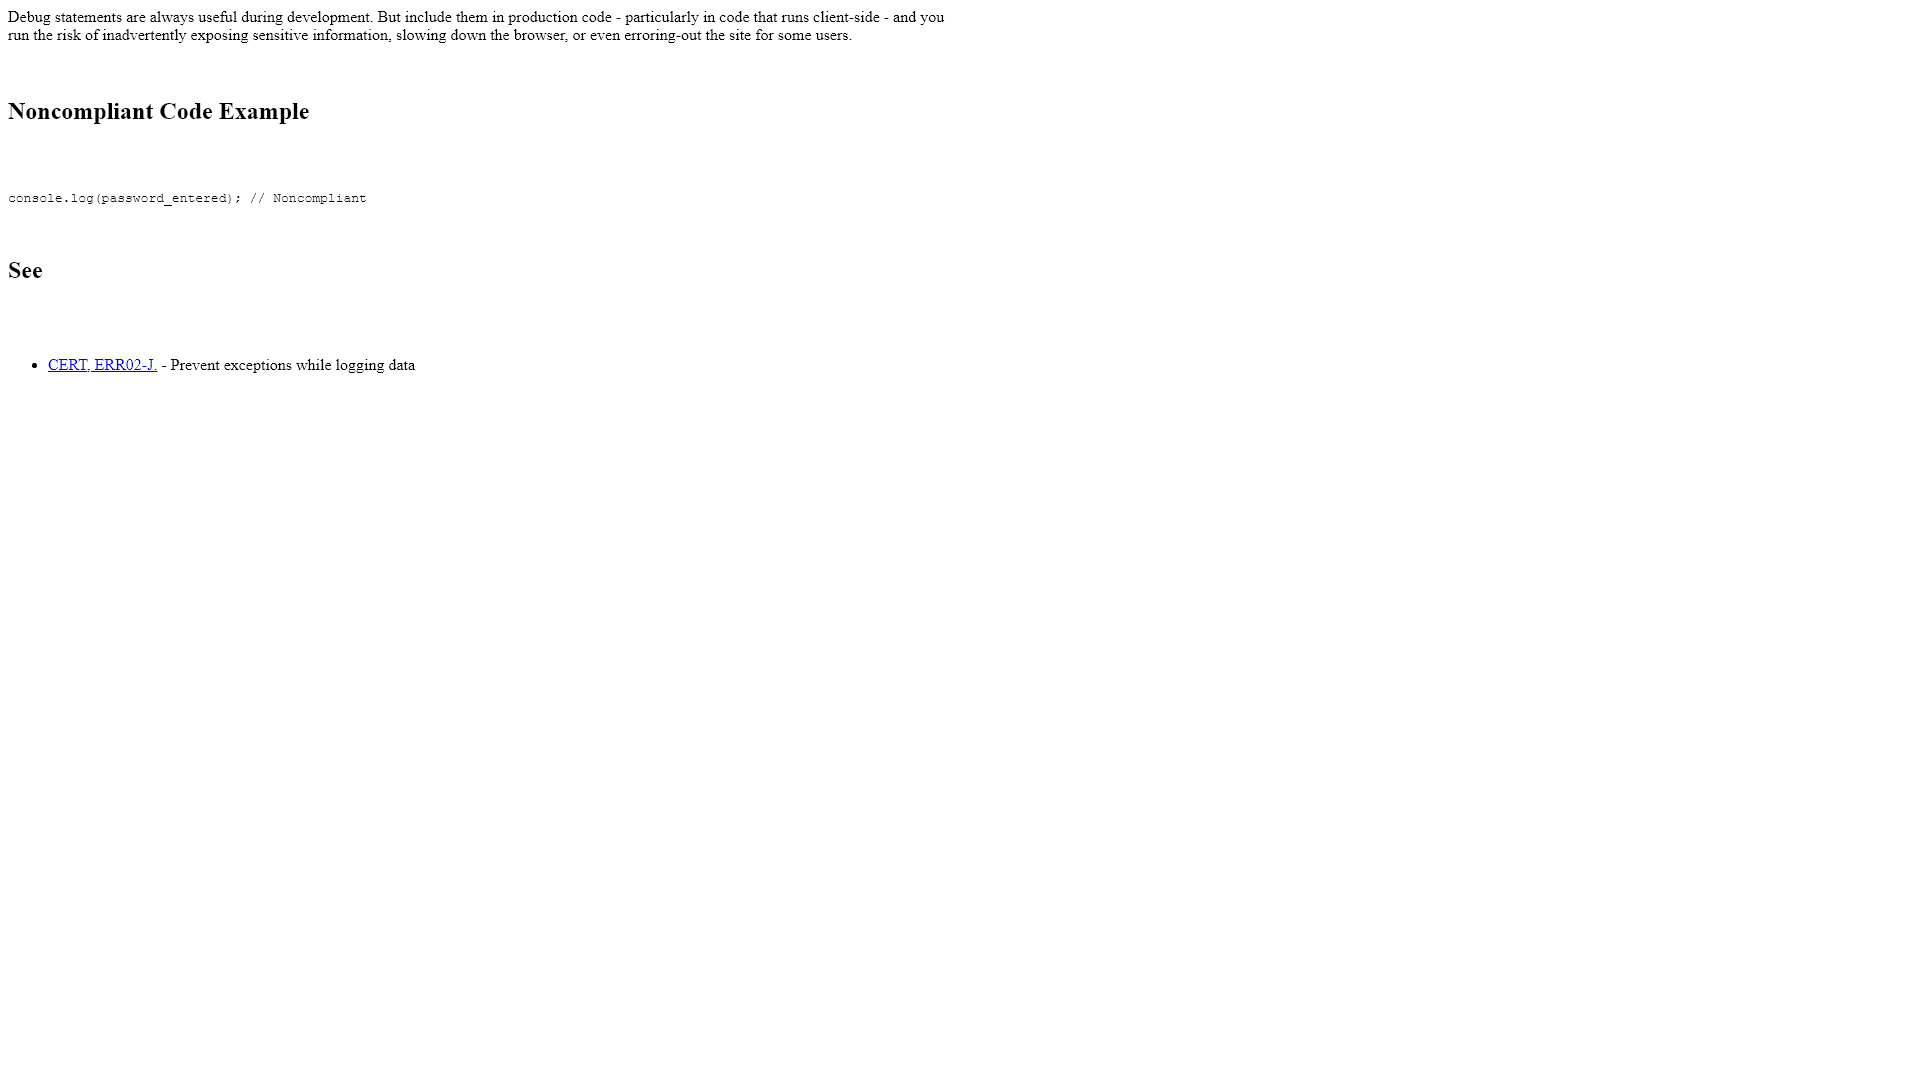 Debug statements are always useful during development. But include them in production code - particularly in code that runs client-side - and you
run the risk of inadvertently exposing sensitive information, slowing down the browser, or even erroring-out the site for some users.
Noncompliant Code Example
console.log(password_entered); // Noncompliant
See
• CERT, ERR02-J. - Prevent exceptions while logging data